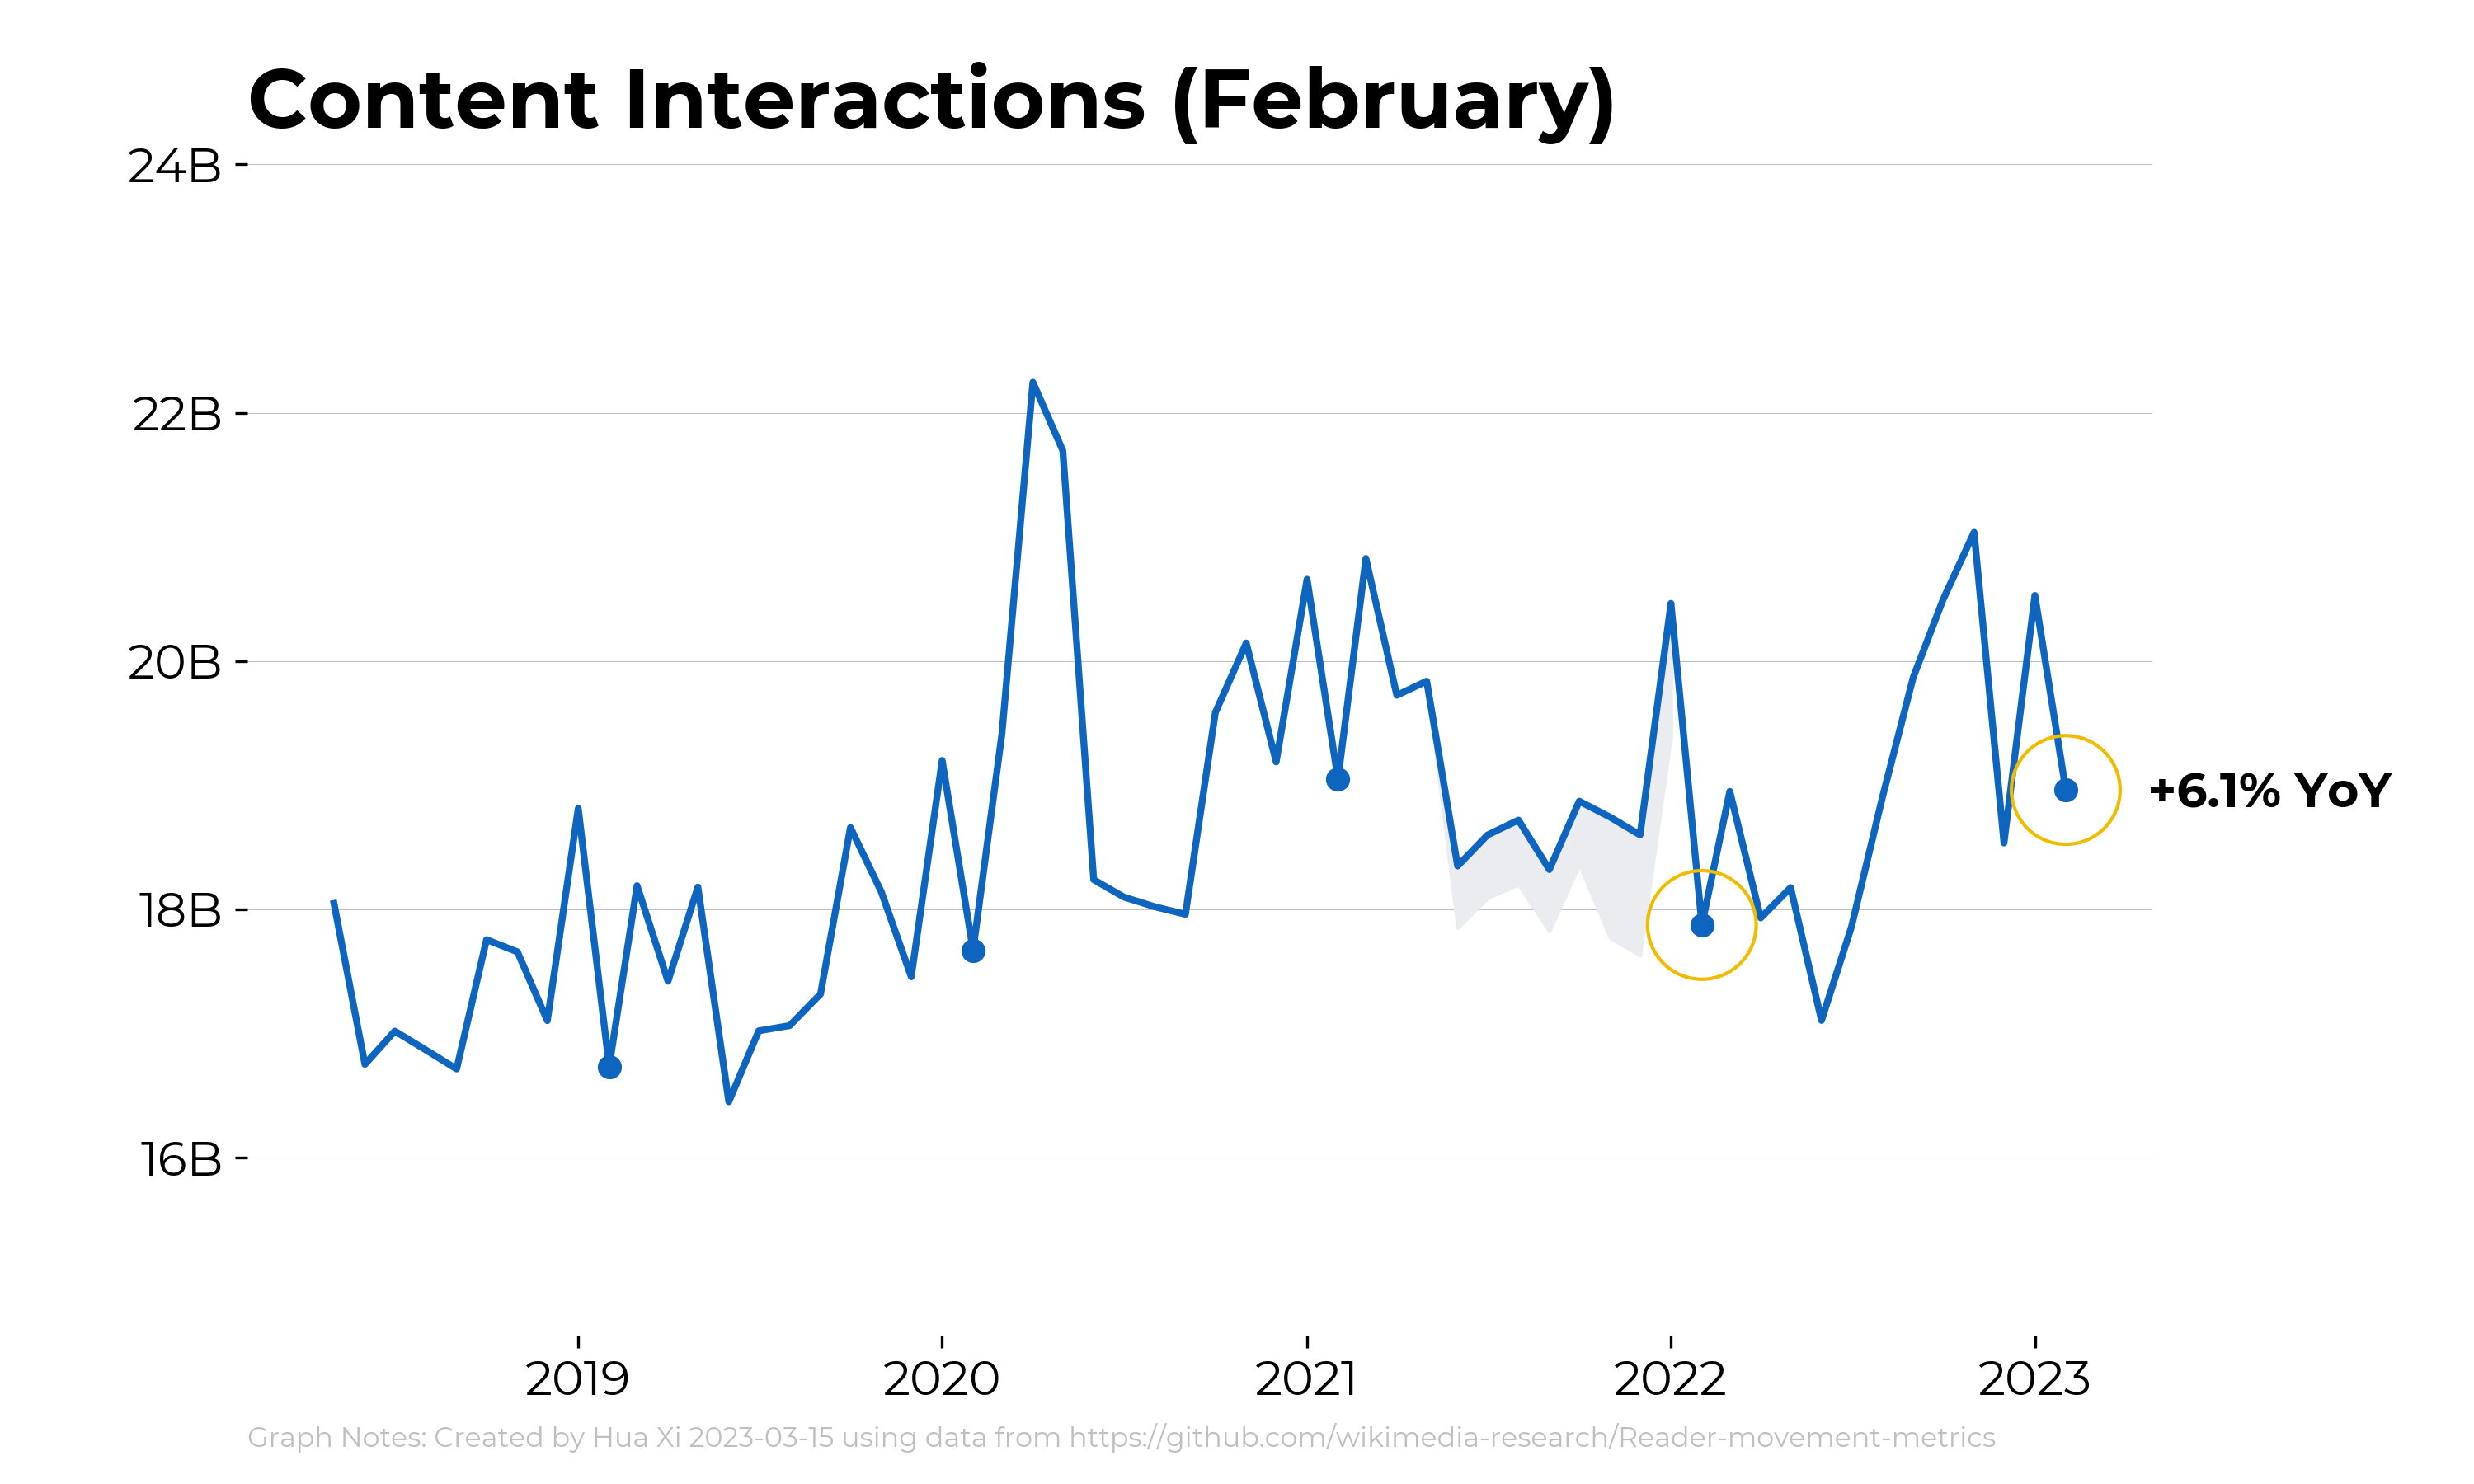 Content Interactions (February)
24B
22B
20B
18B
16B
+6.1% YoY
2019 2020 2021 2022 2023
Graph Notes: Created by Hua Xi 2023-03-15 using data from https://github.com/wikimedia-research/Reader-movement-metrics